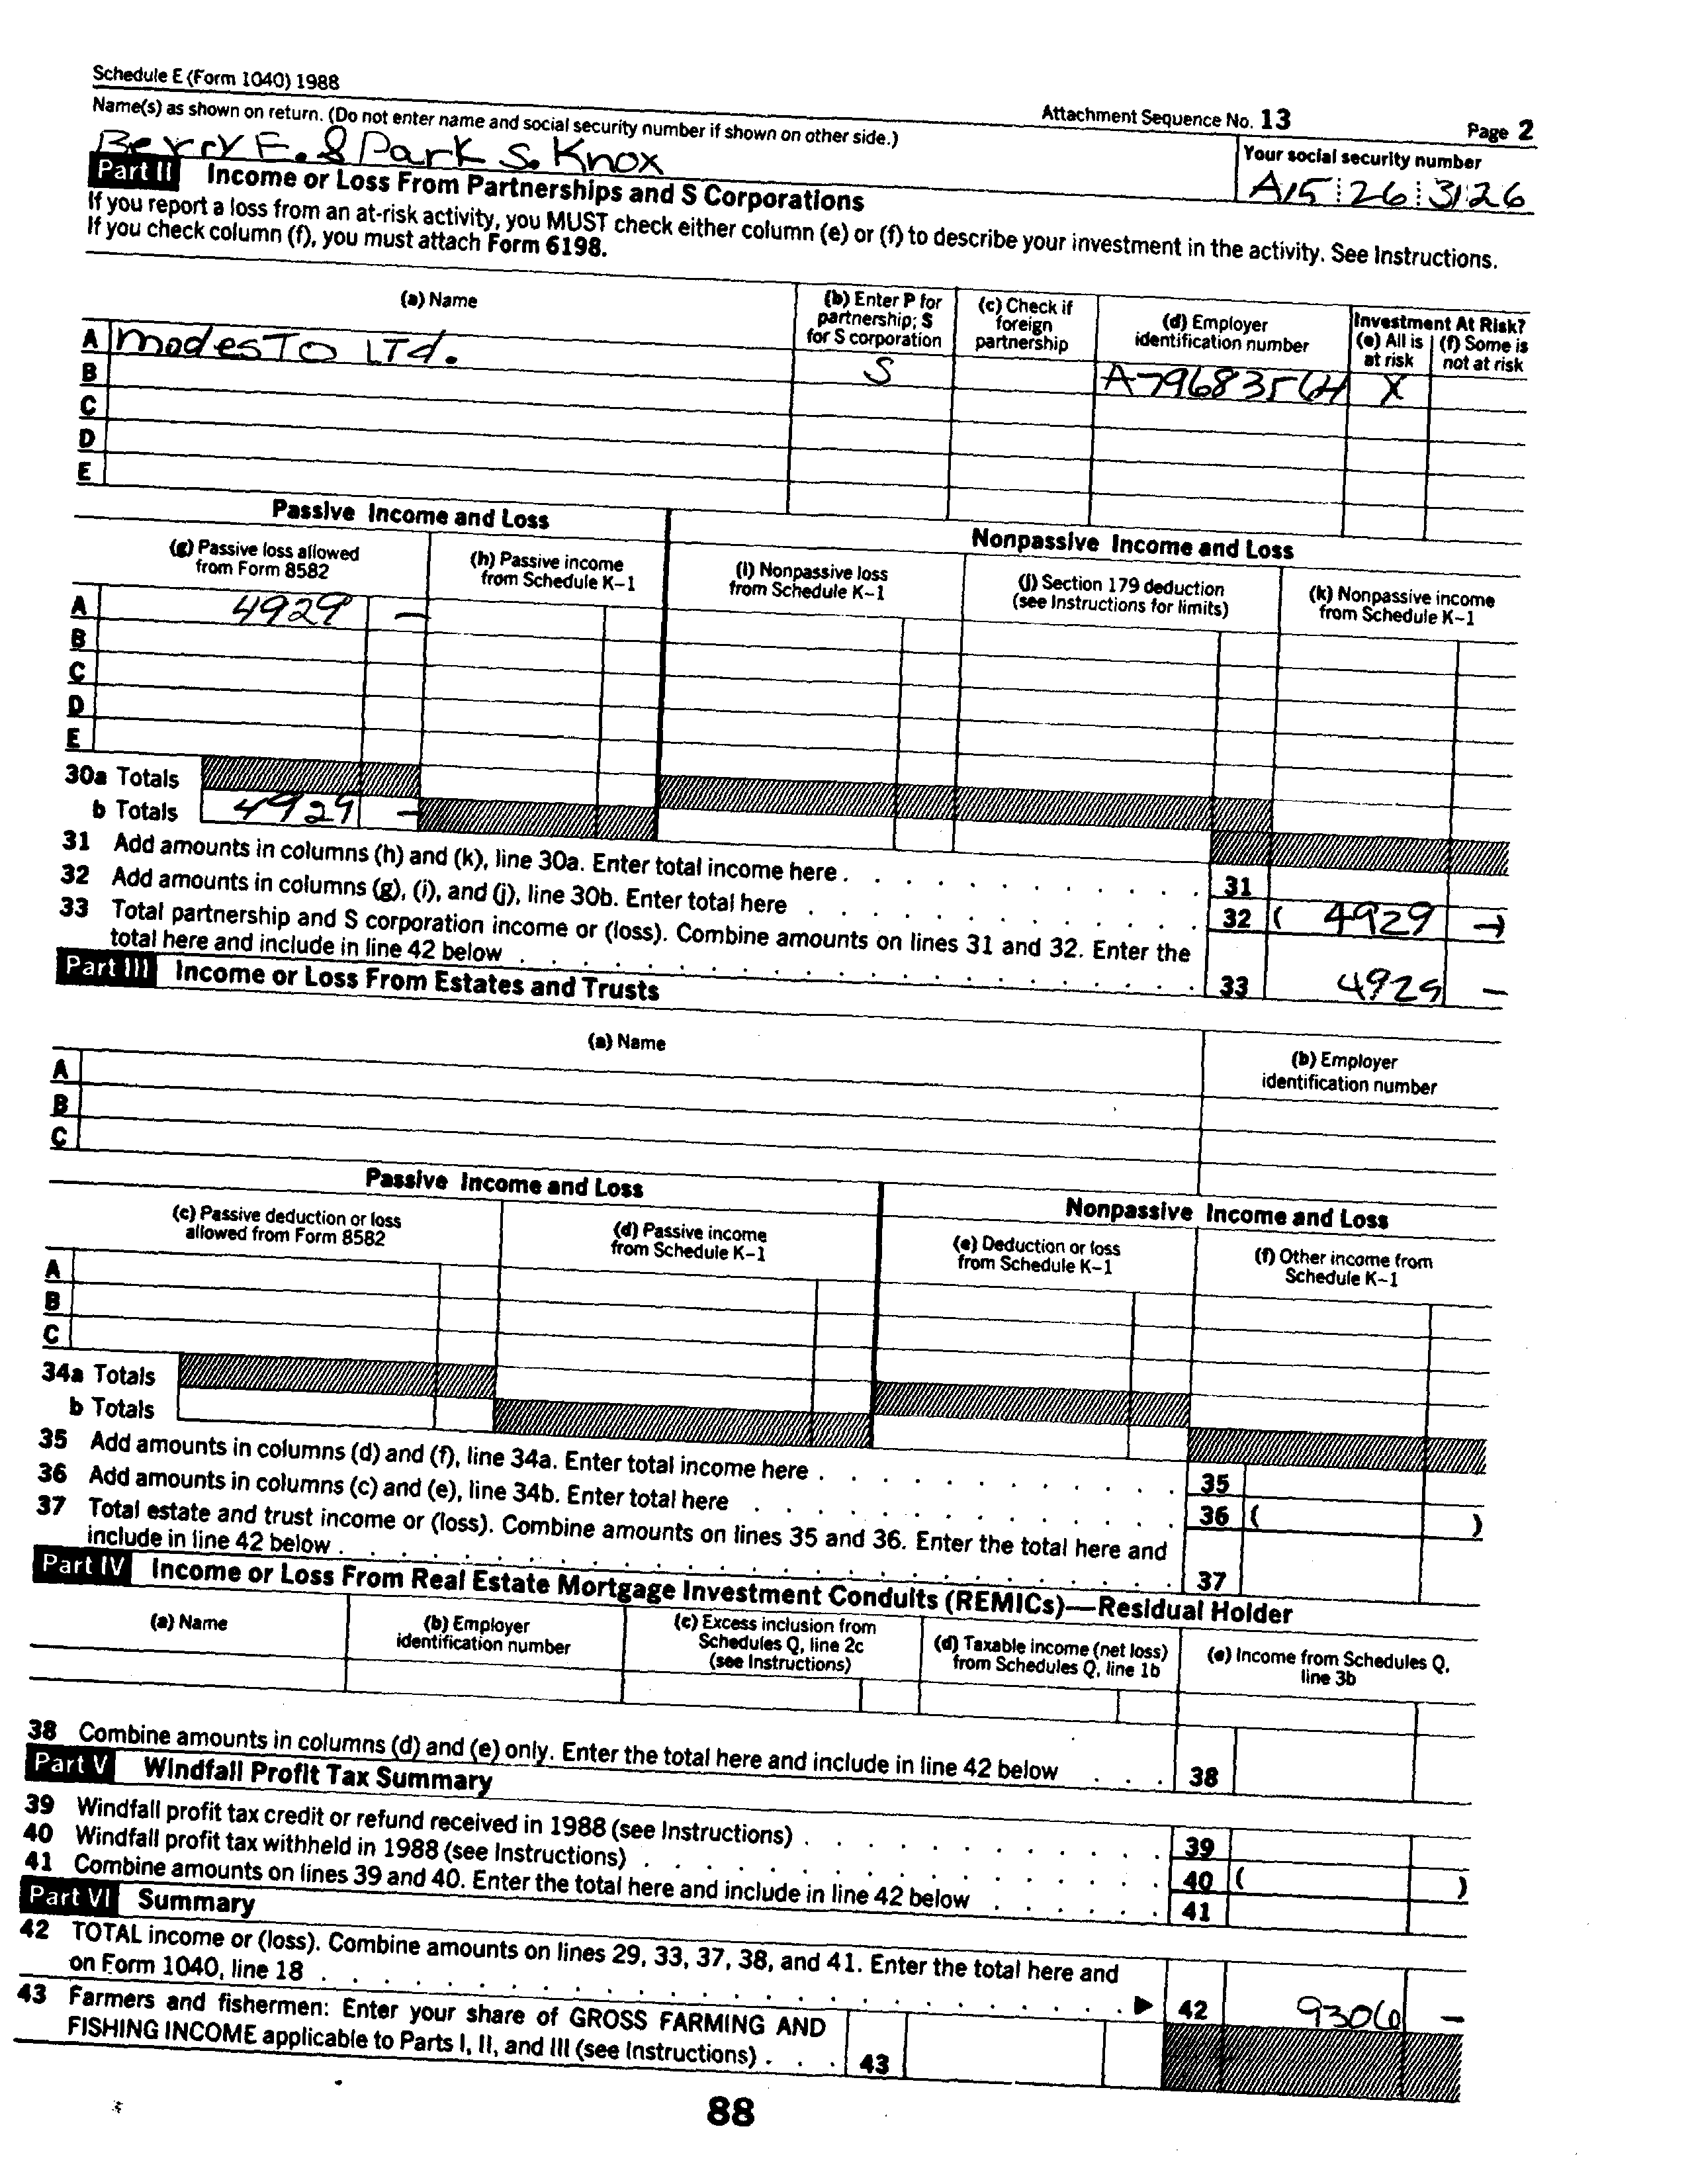 Schedule E (Form 1040) 1988
Attachment Sequence No. 13
Page 2
Name(s) as shown on return. (Do not enter name and social security number if shown on other side.)
Your social security number
Berry E. & Park S. Knox
A15 26 3126
Part II Income or Loss From Partnerships and S Corporations
If you report a loss from an at-risk activity, you MUST check either column (e) or (f) to describe your investment in the activity. See Instructions.
If you check column (f), you must attach Form 6198.
(a) Name
(b) Enter P for partnership; S for S corporation
(c) Check if foreign partnership
(d) Employer identification number
Investment At Risk?
(e) All is at risk
(f) Some is not at risk
A modesTO LTd. S A79683564 X
B
C
D
E
Passive Income and Loss
Nonpassive Income and Loss
(g) Passive loss allowed from Form 8582
(h) Passive income from Schedule K-1
(i) Nonpassive loss from Schedule K-1
(j) Section 179 deduction (see Instructions for limits)
(k) Nonpassive income from Schedule K-1
A 4929 —
B
C
D
E
30a Totals
b Totals 4929 —
31 Add amounts in columns (h) and (k), line 30a. Enter total income here . . . . . . . . . . . . 31
32 Add amounts in columns (g), (i), and (j), line 30b. Enter total here . . . . . . . . . . . . . 32 ( 4929 —)
33 Total partnership and S corporation income or (loss). Combine amounts on lines 31 and 32. Enter the
total here and include in line 42 below . . . . . . . . . . . . . . . . . . . . . . 33 4929 —
Part III Income or Loss From Estates and Trusts
(a) Name
(b) Employer identification number
A
B
C
Passive Income and Loss
Nonpassive Income and Loss
(c) Passive deduction or loss allowed from Form 8582
(d) Passive income from Schedule K-1
(e) Deduction or loss from Schedule K-1
(f) Other income from Schedule K-1
A
B
C
34a Totals
b Totals
35 Add amounts in columns (d) and (f), line 34a. Enter total income here . . . . . . . . . . . . 35
36 Add amounts in columns (c) and (e), line 34b. Enter total here . . . . . . . . . . . . . . 36 ( )
37 Total estate and trust income or (loss). Combine amounts on lines 35 and 36. Enter the total here and
include in line 42 below . . . . . . . . . . . . . . . . . . . . . . . . . . . 37
Part IV Income or Loss From Real Estate Mortgage Investment Conduits (REMICs)—Residual Holder
(a) Name
(b) Employer identification number
(c) Excess inclusion from Schedules Q, line 2c (see Instructions)
(d) Taxable income (net loss) from Schedules Q, line 1b
(e) Income from Schedules Q, line 3b
38 Combine amounts in columns (d) and (e) only. Enter the total here and include in line 42 below . . . 38
Part V Windfall Profit Tax Summary
39 Windfall profit tax credit or refund received in 1988 (see Instructions) . . . . . . . . . . . . 39
40 Windfall profit tax withheld in 1988 (see Instructions) . . . . . . . . . . . . . . . . . 40 ( )
41 Combine amounts on lines 39 and 40. Enter the total here and include in line 42 below . . . . . . 41
Part VI Summary
42 TOTAL income or (loss). Combine amounts on lines 29, 33, 37, 38, and 41. Enter the total here and
on Form 1040, line 18 . . . . . . . . . . . . . . . . . . . . . . . . . . ▶ 42 9306 —
43 Farmers and fishermen: Enter your share of GROSS FARMING AND
FISHING INCOME applicable to Parts I, II, and III (see Instructions) . . . 43
88